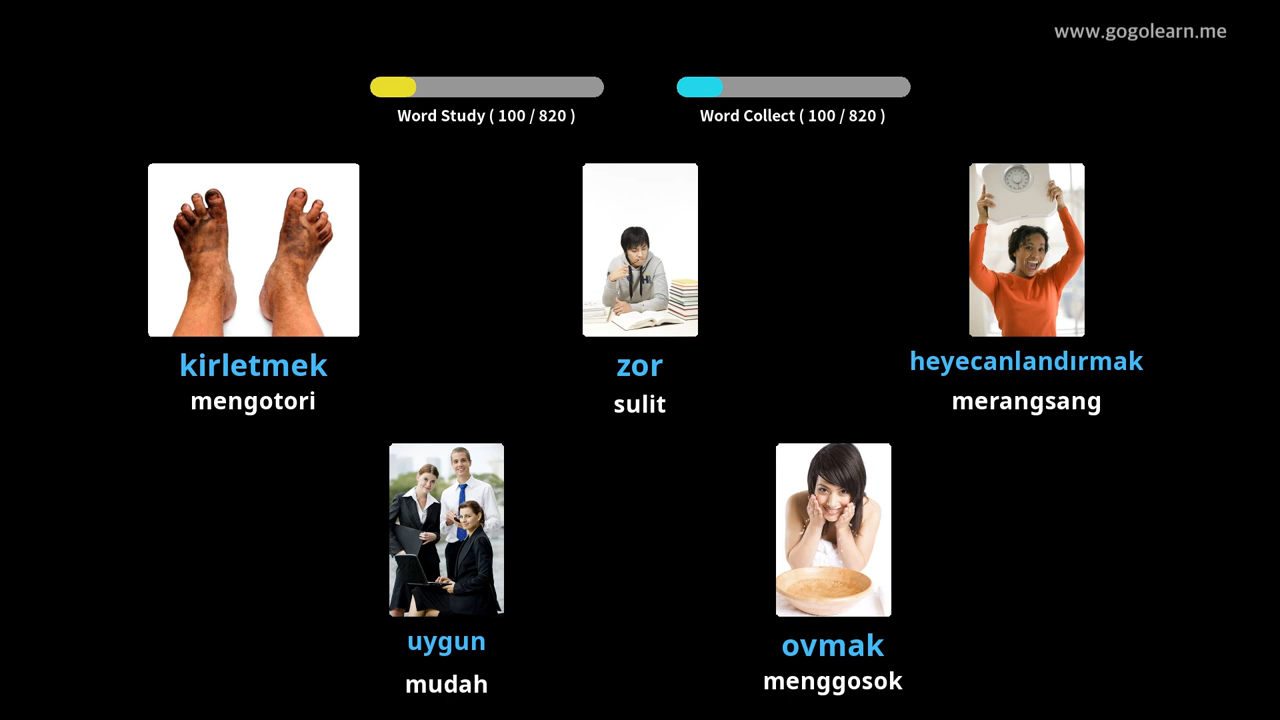 www.gogolearn.me
Word Study ( 100 / 820 )
Word Collect ( 100 / 820 )
kirletmek
mengotori
zor
sulit
heyecanlandırmak
merangsang
uygun
mudah
ovmak
menggosok